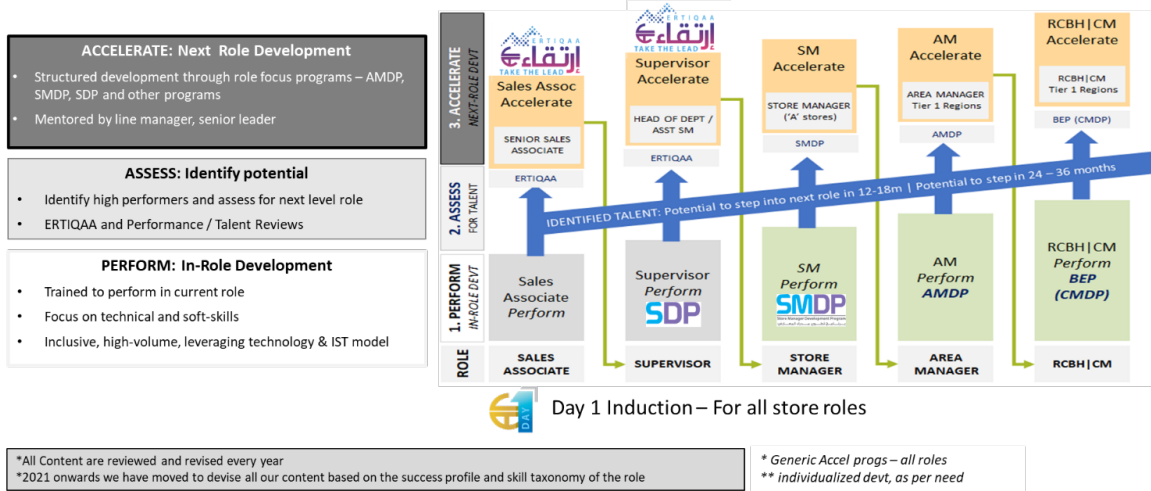 ACCELERATE: Next Role Development
• Structured development through role focus programs – AMDP,
SMDP, SDP and other programs
• Mentored by line manager, senior leader
ASSESS: Identify potential
• Identify high performers and assess for next level role
• ERTIQAA and Performance / Talent Reviews
PERFORM: In-Role Development
• Trained to perform in current role
• Focus on technical and soft-skills
• Inclusive, high-volume, leveraging technology & IST model
3. ACCELERATE
NEXT-ROLE DEVT
2. ASSESS
FOR TALENT
1. PERFORM
IN-ROLE DEVT
ROLE
ERTIQAA
إرتقاء
TAKE THE LEAD
Sales Assoc
Accelerate
SENIOR SALES
ASSOCIATE
ERTIQAA
ERTIQAA
إرتقاء
TAKE THE LEAD
Supervisor
Accelerate
HEAD OF DEPT /
ASST SM
ERTIQAA
SM
Accelerate
STORE MANAGER
('A' stores)
SMDP
AM
Accelerate
AREA MANAGER
Tier 1 Regions
AMDP
RCBH|CM
Accelerate
RCBH|CM
Tier 1 Regions
BEP (CMDP)
IDENTIFIED TALENT: Potential to step into next role in 12-18m | Potential to step in 24 – 36 months
Sales
Associate
Perform
Supervisor
Perform
SDP
SM
Perform
SMDP
Store Manager Development Program
AM
Perform
AMDP
RCBH|CM
Perform
BEP
(CMDP)
SALES
ASSOCIATE
SUPERVISOR
STORE
MANAGER
AREA
MANAGER
RCBH|CM
DAY
1
Day 1 Induction – For all store roles
*All Content are reviewed and revised every year
*2021 onwards we have moved to devise all our content based on the success profile and skill taxonomy of the role
* Generic Accel progs – all roles
** individualized devt, as per need